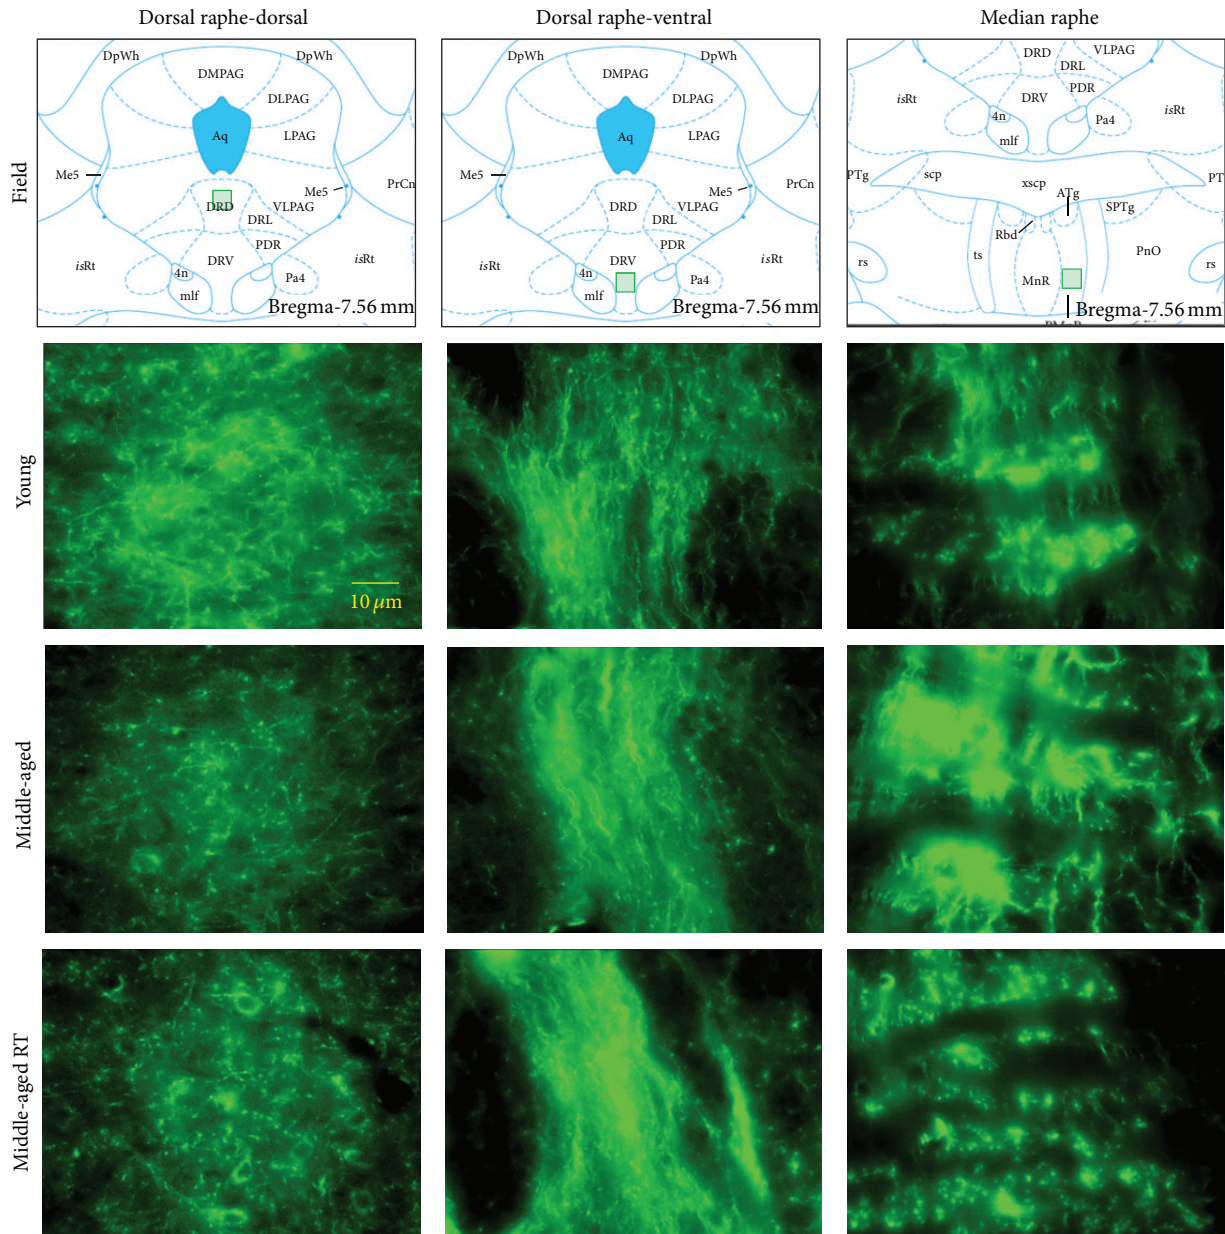 Dorsal raphe-dorsal
Dorsal raphe-ventral
Median raphe
Field
DpWh
DpWh
DMPAG
DLPAG
Aq
LPAG
Me5
Me5
PrCn
DRD
VLPAG
DRL
PDR
DRV
isRt
isRt
4n
Pa4
mlf
Bregma-7.56 mm
DpWh
DpWh
DMPAG
DLPAG
Aq
LPAG
Me5
Me5
PrCn
DRD
VLPAG
DRL
PDR
DRV
isRt
isRt
4n
Pa4
mlf
Bregma-7.56 mm
DRD
VLPAG
DRL
PDR
DRV
isRt
isRt
4n
Pa4
mlf
PTg
scp
xscp
PT
ATg
SPTg
Rbd
rs
ts
PnO
rs
MnR
Bregma-7.56 mm
Young
10 μm
Middle-aged
Middle-aged RT